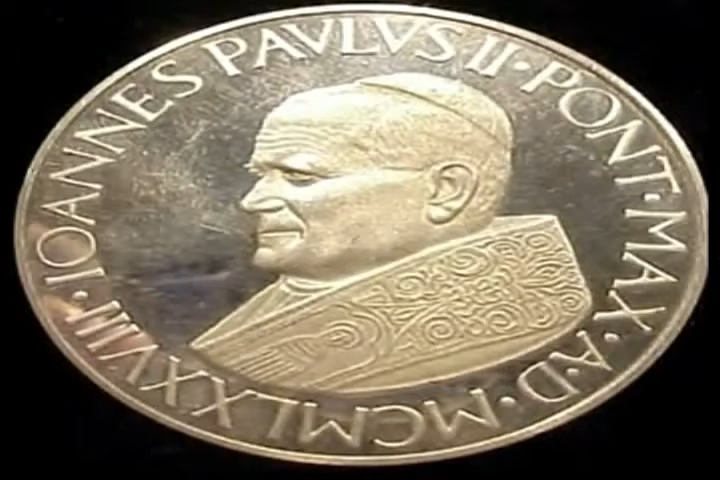 IOANNES PAVLVS II · PONT · MAX · A · D · MCMLXXVIII ·